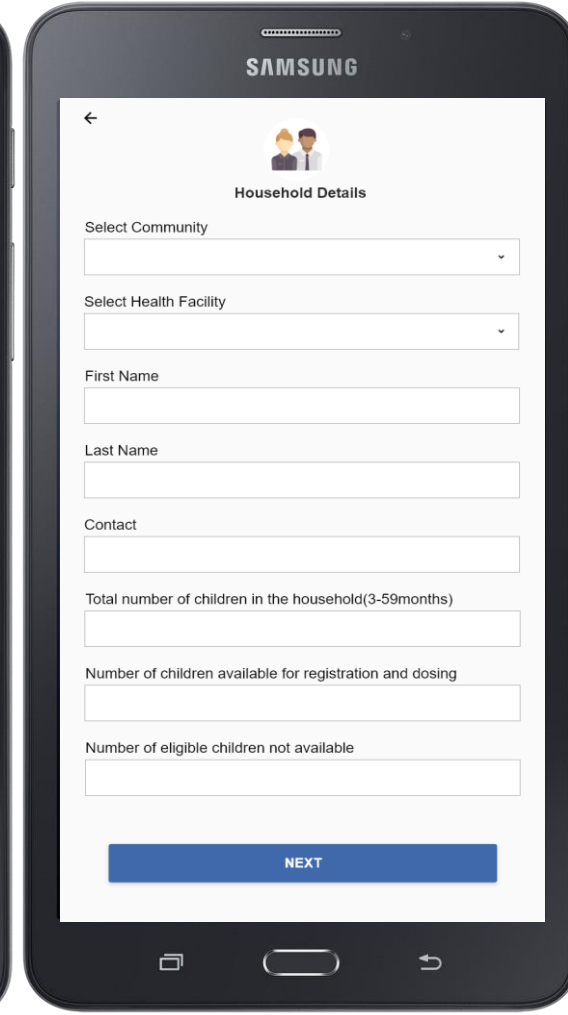 SAMSUNG
Household Details
Select Community
Select Health Facility
First Name
Last Name
Contact
Total number of children in the household(3-59months)
Number of children available for registration and dosing
Number of eligible children not available
NEXT